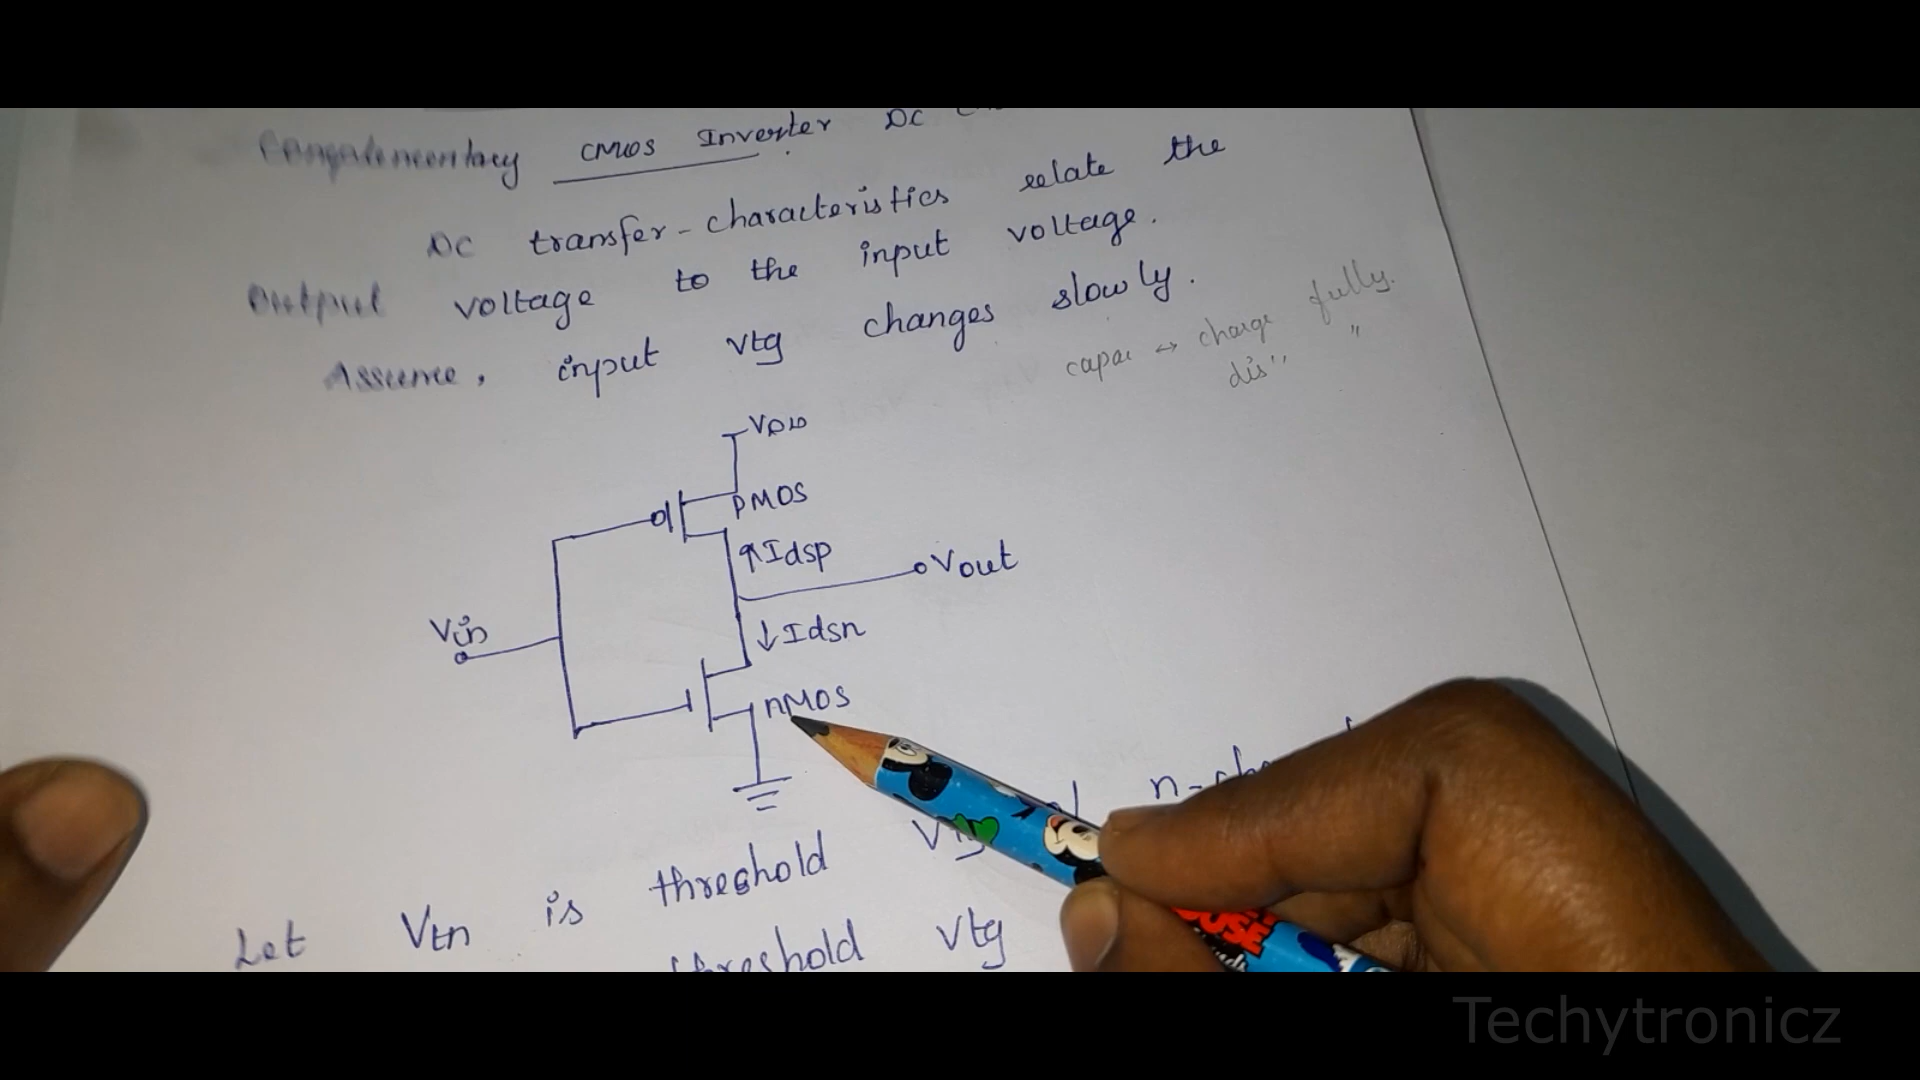 Complementary CMOS Inverter DC
DC transfer-characteristics relate the
Output voltage to the input voltage.
Assume, input vtg changes slowly.
capac ↔ charge fully.
dis" "
VDD
PMOS
↑Idsp
Vout
Vin
↓Idsn
nMOS
Let Vtn is threshold
threshold vtg
Techytronicz